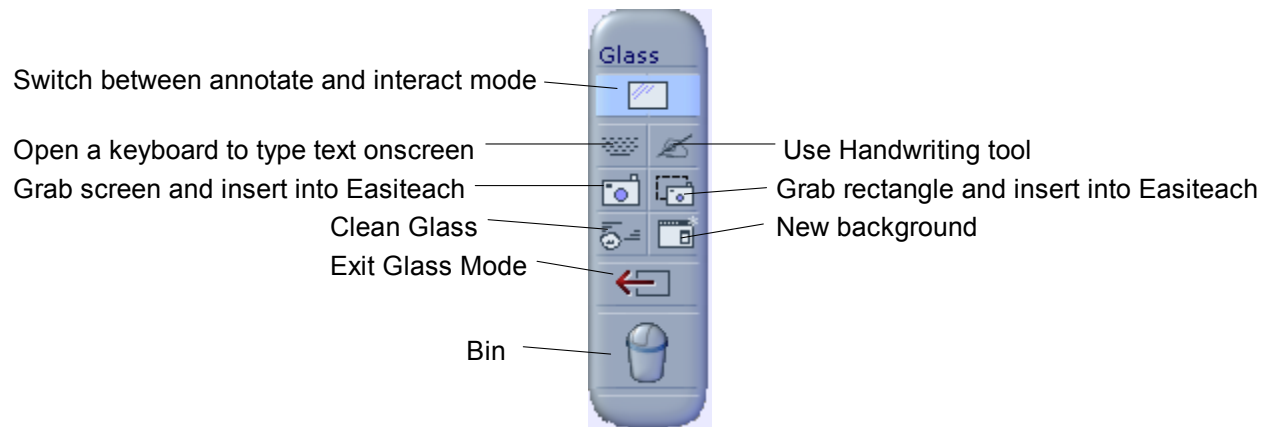 Glass
Switch between annotate and interact mode
Open a keyboard to type text onscreen
Use Handwriting tool
Grab screen and insert into Easiteach
Grab rectangle and insert into Easiteach
Clean Glass
New background
Exit Glass Mode
Bin